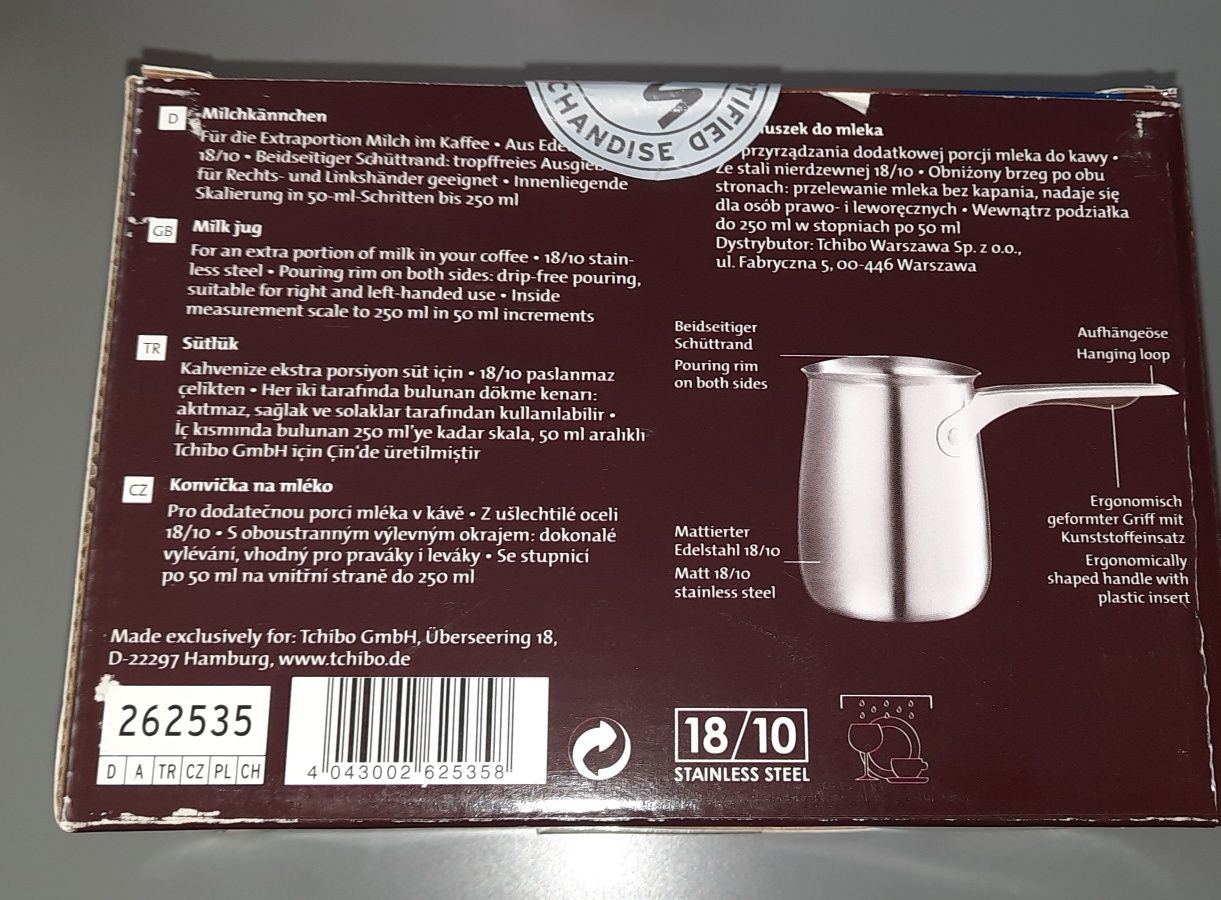 D
Milchkännchen
Für die Extraportion Milch im Kaffee • Aus
18/10 • Beidseitiger Schüttrand: tropffreies
für Rechts- und Linkshänder geeignet • Innenliegende
Skalierung in 50-ml-Schritten bis 250 ml
GB
Milk jug
For an extra portion of milk in your coffee • 18/10 stain-
less steel • Pouring rim on both sides: drip-free pouring,
suitable for right and left-handed use • Inside
measurement scale to 250 ml in 50 ml increments
TR
Sütlük
Kahvenize ekstra porsiyon süt için • 18/10 paslanmaz
çelikten • Her iki tarafında bulunan dökme kenarı:
akıtmaz, sağlak ve solaklar tarafından kullanılabilir •
İç kısmında bulunan 250 ml'ye kadar skala, 50 ml aralıklı
Tchibo GmbH için Çin'de üretilmiştir
CZ
Konvička na mléko
Pro dodatečnou porci mléka v kávě • Z ušlechtilé oceli
18/10 • S oboustranným výlevným okrajem: dokonalé
vylévání, vhodný pro praváky i leváky • Se stupnicí
po 50 ml na vnitřní straně do 250 ml
CHANDISE
TIFIED
do mleka
przyrządzania dodatkowej porcji mleka do kawy •
Ze stali nierdzewnej 18/10 • Obniżony brzeg po obu
stronach: przelewanie mleka bez kapania, nadaje się
dla osób prawo- i leworęcznych • Wewnątrz podziałka
do 250 ml w stopniach po 50 ml
Dystrybutor: Tchibo Warszawa Sp. z o.o.,
ul. Fabryczna 5, 00-446 Warszawa
Beidseitiger
Schüttrand
Pouring rim
on both sides
Aufhängeöse
Hanging loop
Mattierter
Edelstahl 18/10
Matt 18/10
stainless steel
Ergonomisch
geformter Griff mit
Kunststoffeinsatz
Ergonomically
shaped handle with
plastic insert
Made exclusively for: Tchibo GmbH, Überseering 18,
D-22297 Hamburg, www.tchibo.de
262535
D A TR CZ PL CH
4 043002 625358
18/10
STAINLESS STEEL